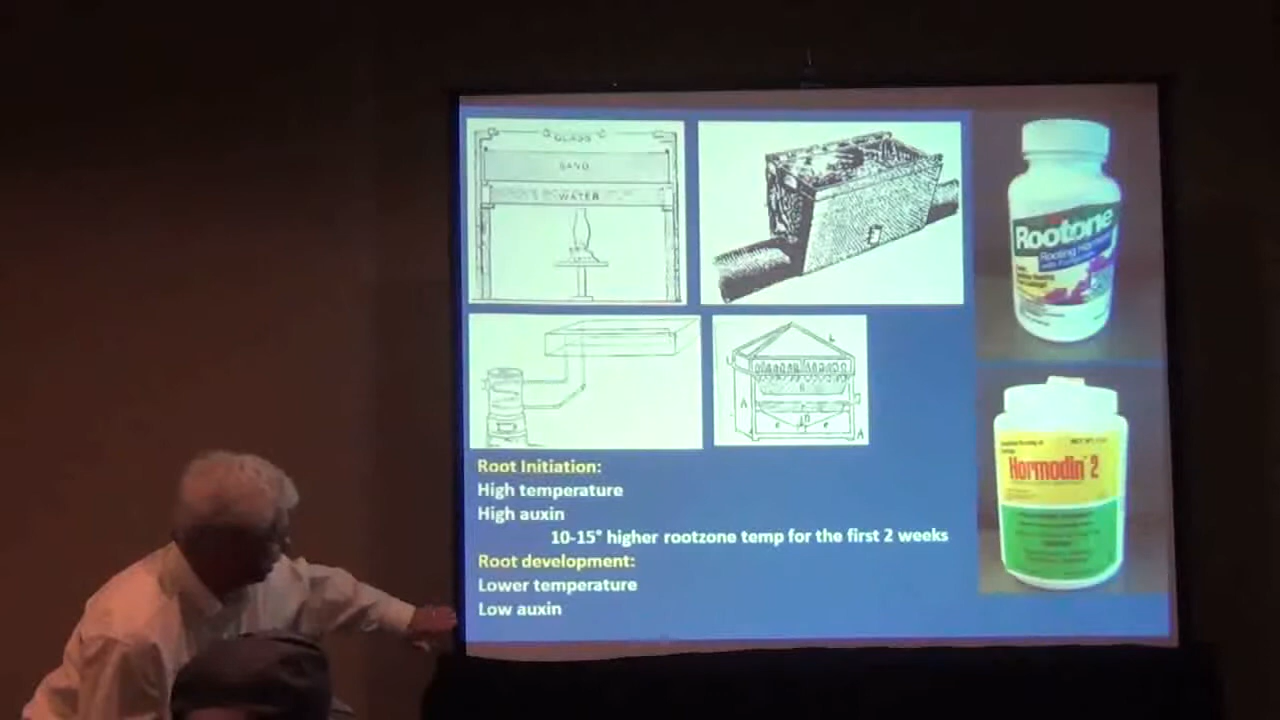 GLASS
SAND
WATER
L
A
A
Rootone
Rooting
Hormodin 2
Root Initiation:
High temperature
High auxin
10-15° higher rootzone temp for the first 2 weeks
Root development:
Lower temperature
Low auxin